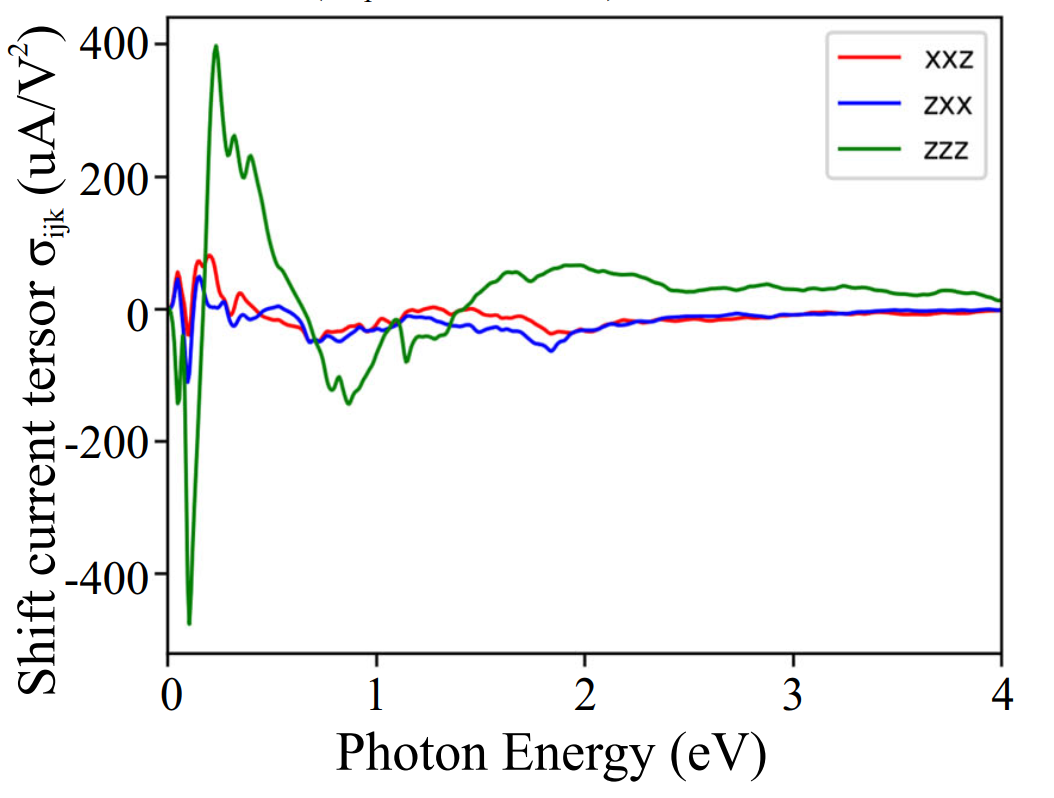 400
200
0
-200
-400
Shift current tersor σijk (uA/V2)
xxz
zxx
zzz
0 1 2 3 4
Photon Energy (eV)